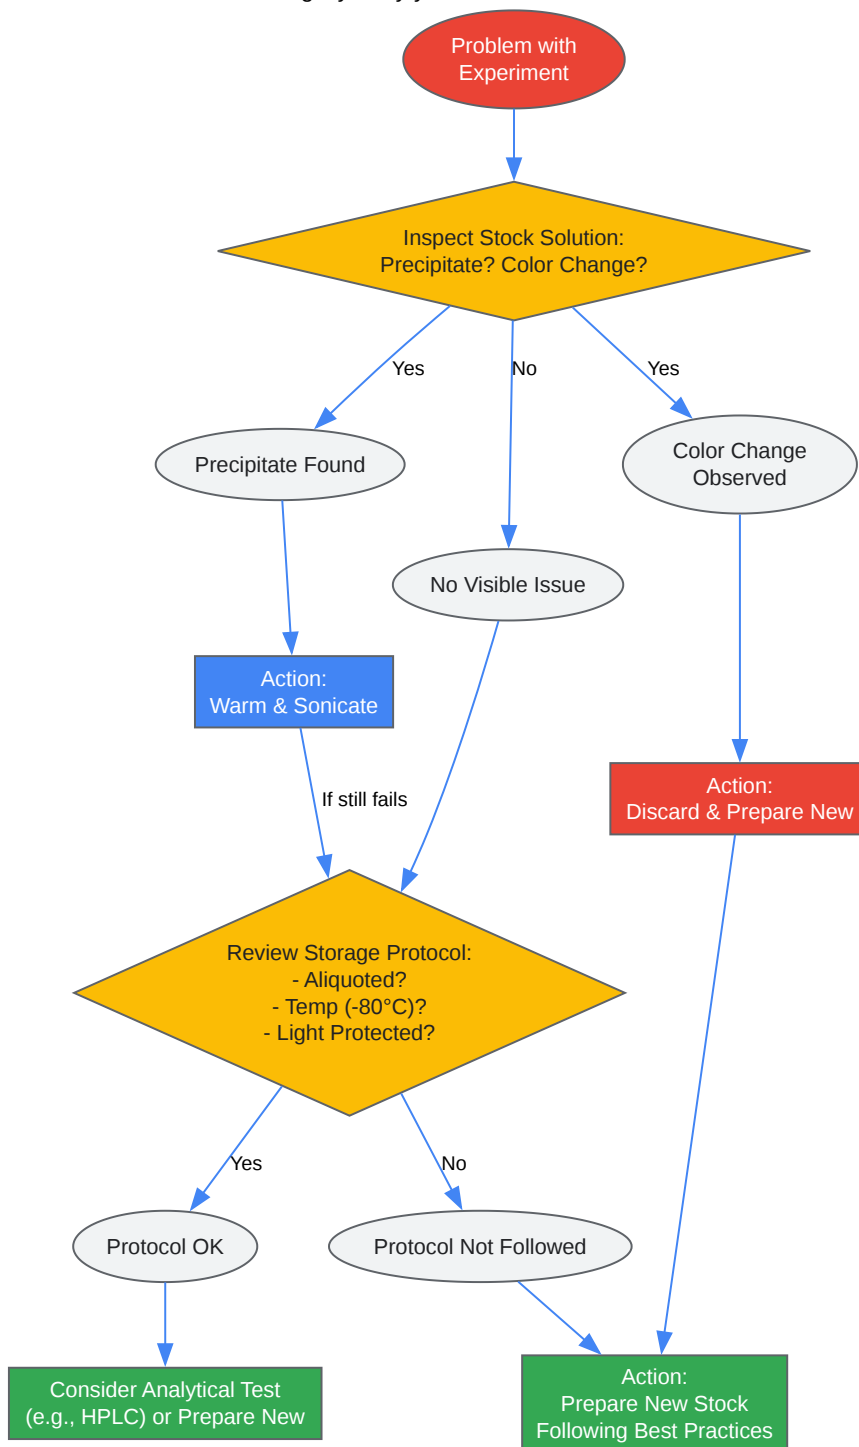 Problem with
Experiment
Inspect Stock Solution:
Precipitate? Color Change?
Yes
No
Yes
Precipitate Found
Color Change
Observed
No Visible Issue
Action:
Warm & Sonicate
Action:
Discard & Prepare New
If still fails
Review Storage Protocol:
- Aliquoted?
- Temp (-80°C)?
- Light Protected?
Yes
No
Protocol OK
Protocol Not Followed
Consider Analytical Test
(e.g., HPLC) or Prepare New
Action:
Prepare New Stock
Following Best Practices